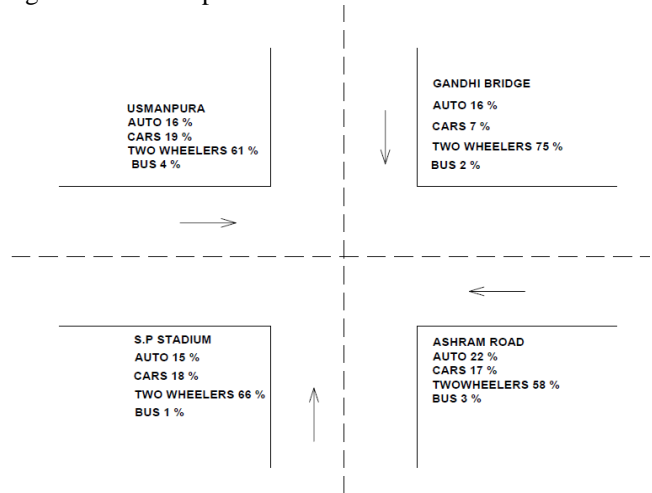 USMANPURA
AUTO 16 %
CARS 19 %
TWO WHEELERS 61 %
BUS 4 %
GANDHI BRIDGE
AUTO 16 %
CARS 7 %
TWO WHEELERS 75 %
BUS 2 %
S.P STADIUM
AUTO 15 %
CARS 18 %
TWO WHEELERS 66 %
BUS 1 %
ASHRAM ROAD
AUTO 22 %
CARS 17 %
TWOWHEELERS 58 %
BUS 3 %